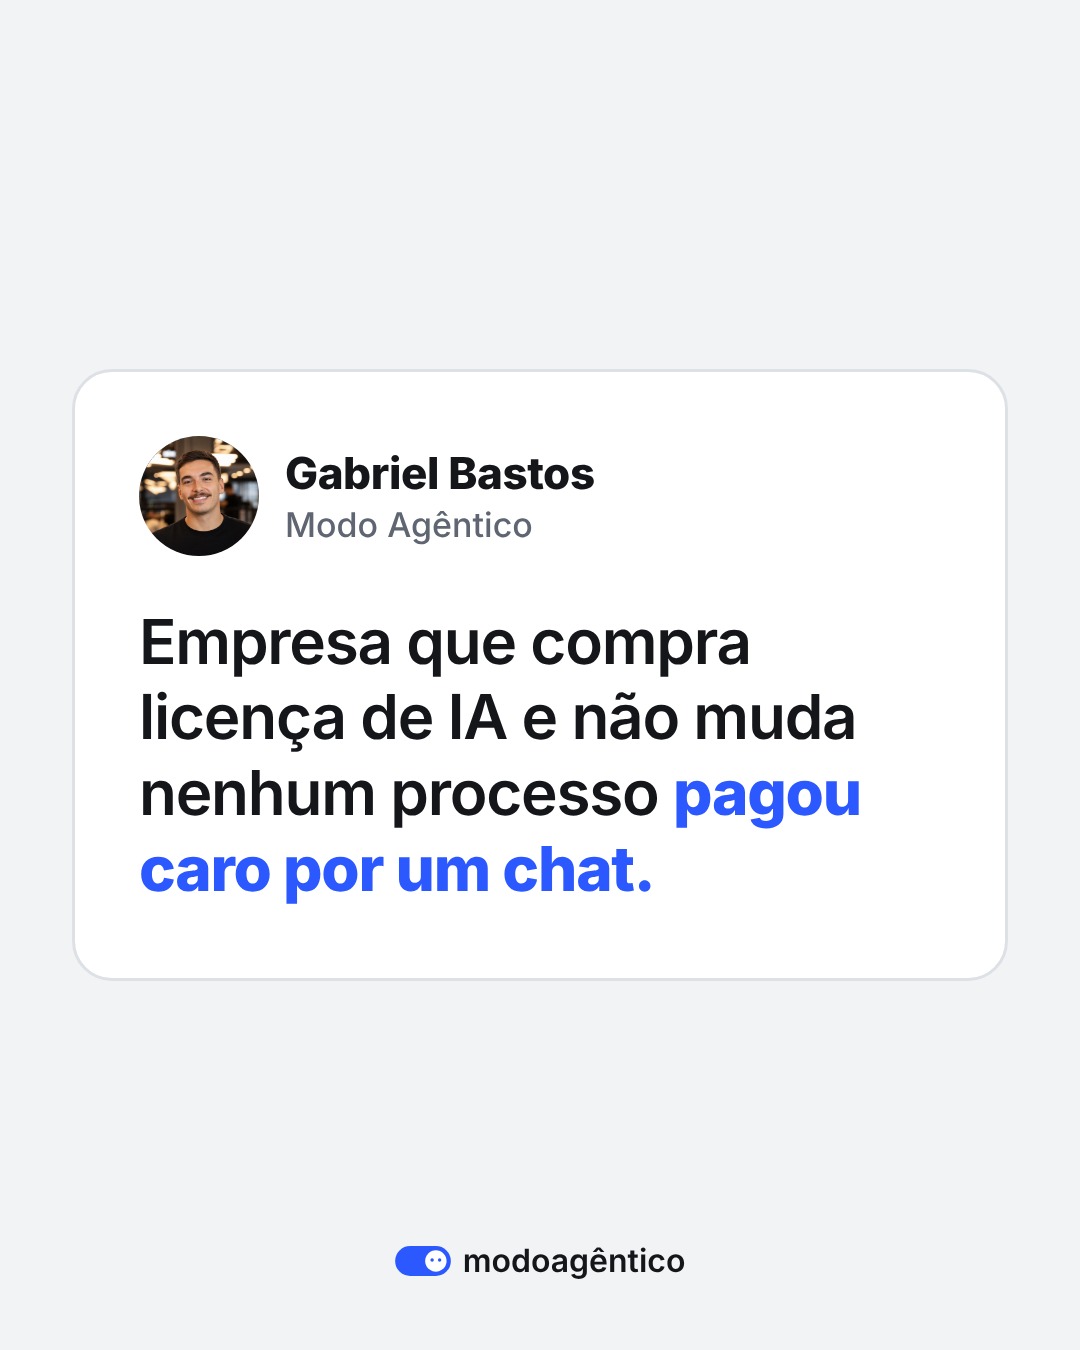 Gabriel Bastos
Modo Agêntico
Empresa que compra
licença de IA e não muda
nenhum processo pagou
caro por um chat.
modoagêntico